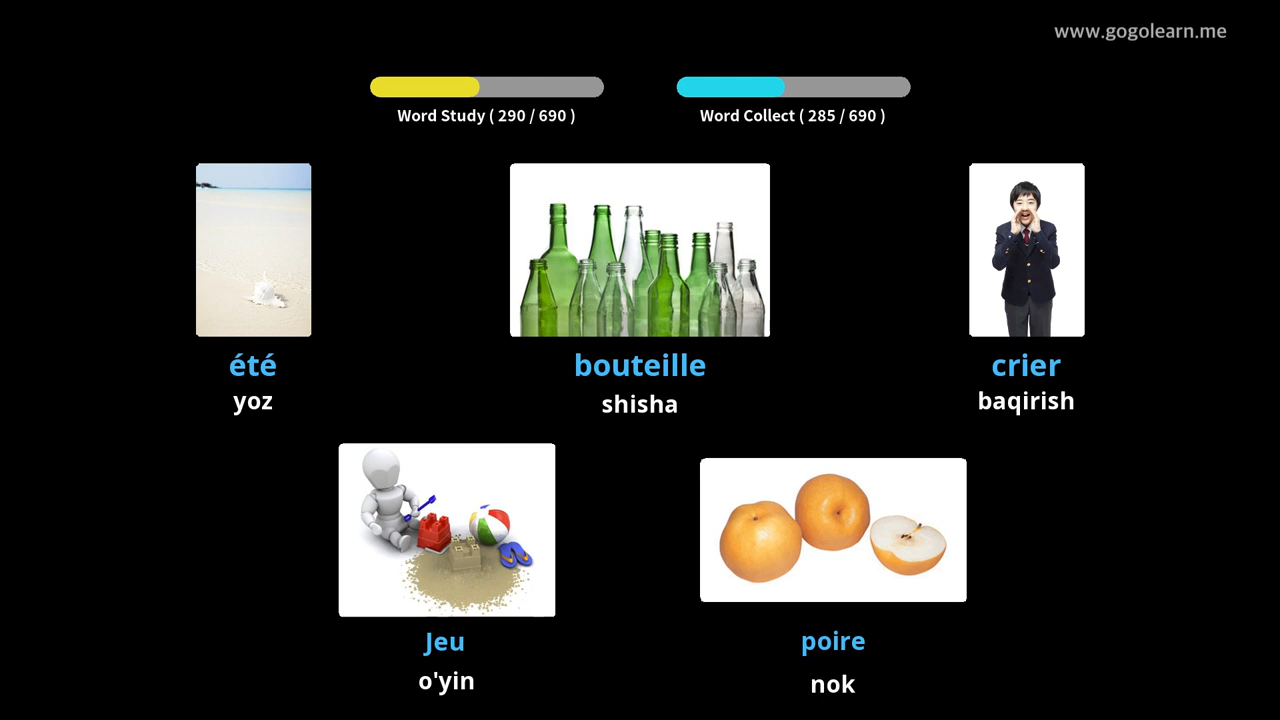 www.gogolearn.me
Word Study ( 290 / 690 )
Word Collect ( 285 / 690 )
été
bouteille
crier
yoz
shisha
baqirish
Jeu
poire
o'yin
nok